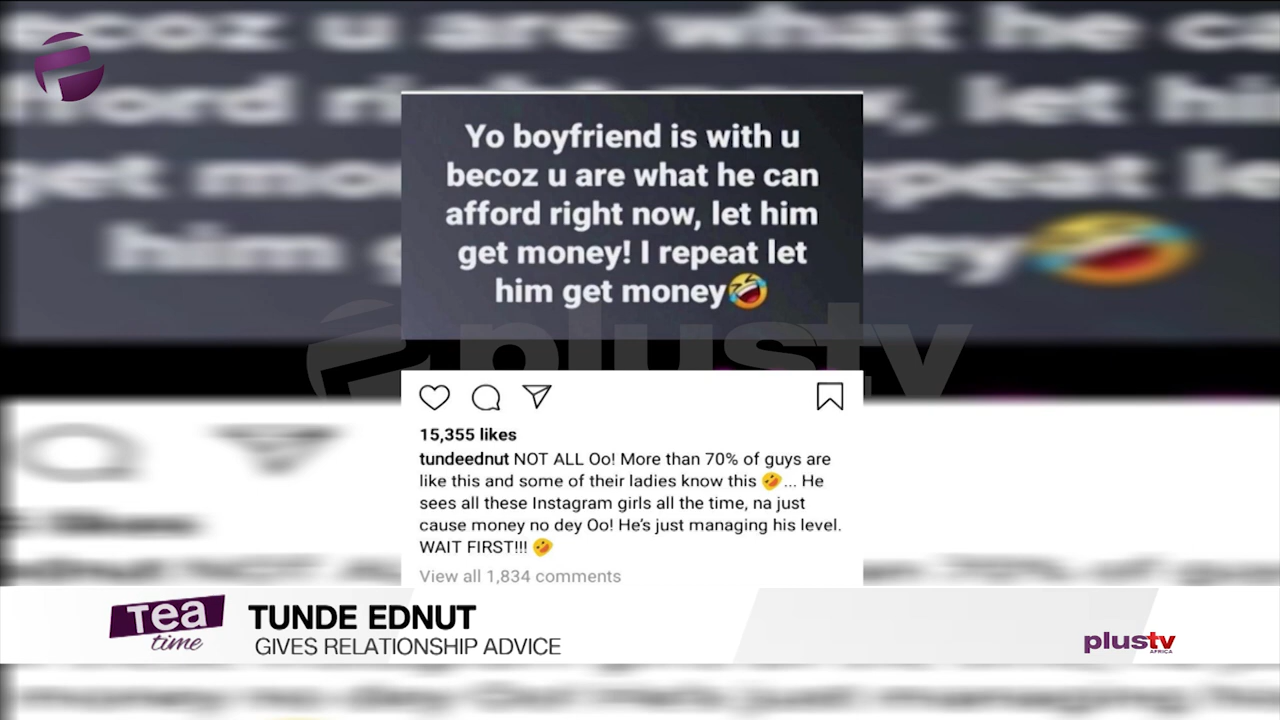 Yo boyfriend is with u
becoz u are what he can
afford right now, let him
get money! I repeat let
him get money🤣
plustv
15,355 likes
tundeednut NOT ALL Oo! More than 70% of guys are
like this and some of their ladies know this 🤣... He
sees all these Instagram girls all the time, na just
cause money no dey Oo! He's just managing his level.
WAIT FIRST!!! 🤣
View all 1,834 comments
Tea
time
TUNDE EDNUT
GIVES RELATIONSHIP ADVICE
plustv
AFRICA